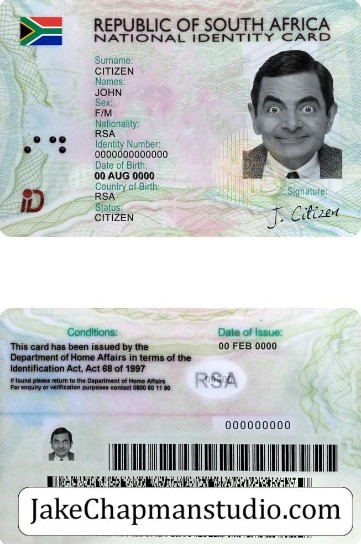 REPUBLIC OF SOUTH AFRICA
NATIONAL IDENTITY CARD
Surname:
CITIZEN
Names:
JOHN
Sex:
F/M
Nationality:
RSA
Identity Number:
0000000000000
Date of Birth:
00 AUG 0000
Country of Birth:
RSA
Status:
CITIZEN
Signature:
J. Citizen
iD
Conditions:
Date of Issue:
This card has been issued by the
00 FEB 0000
Department of Home Affairs in terms of the
Identification Act, Act 68 of 1997
If found please return to the Department of Home Affairs
For enquiry or verification purposes contact 0800 60 11 90
RSA
000000000
JakeChapmanstudio.com